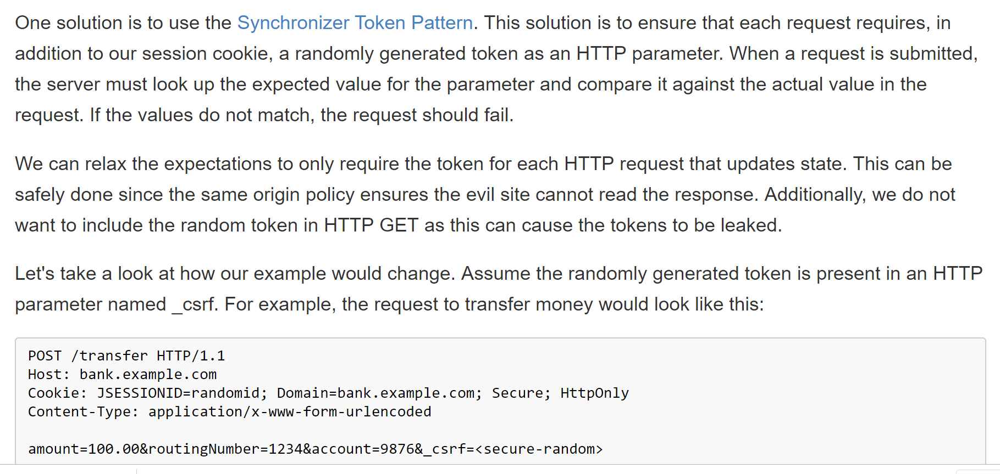 One solution is to use the Synchronizer Token Pattern. This solution is to ensure that each request requires, in
addition to our session cookie, a randomly generated token as an HTTP parameter. When a request is submitted,
the server must look up the expected value for the parameter and compare it against the actual value in the
request. If the values do not match, the request should fail.
We can relax the expectations to only require the token for each HTTP request that updates state. This can be
safely done since the same origin policy ensures the evil site cannot read the response. Additionally, we do not
want to include the random token in HTTP GET as this can cause the tokens to be leaked.
Let's take a look at how our example would change. Assume the randomly generated token is present in an HTTP
parameter named _csrf. For example, the request to transfer money would look like this:
POST /transfer HTTP/1.1
Host: bank.example.com
Cookie: JSESSIONID=randomid; Domain=bank.example.com; Secure; HttpOnly
Content-Type: application/x-www-form-urlencoded
amount=100.00&routingNumber=1234&account=9876&_csrf=<secure-random>